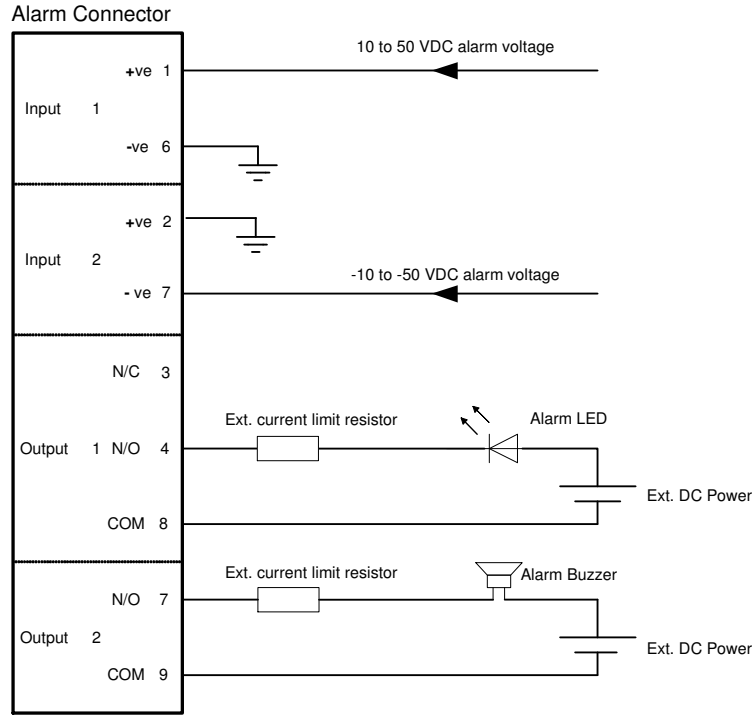 Alarm Connector
10 to 50 VDC alarm voltage
+ve 1
Input 1
-ve 6
+ve 2
Input 2
-10 to -50 VDC alarm voltage
- ve 7
N/C 3
Ext. current limit resistor
Alarm LED
Output 1 N/O 4
Ext. DC Power
COM 8
Ext. current limit resistor
Alarm Buzzer
N/O 7
Output 2
Ext. DC Power
COM 9